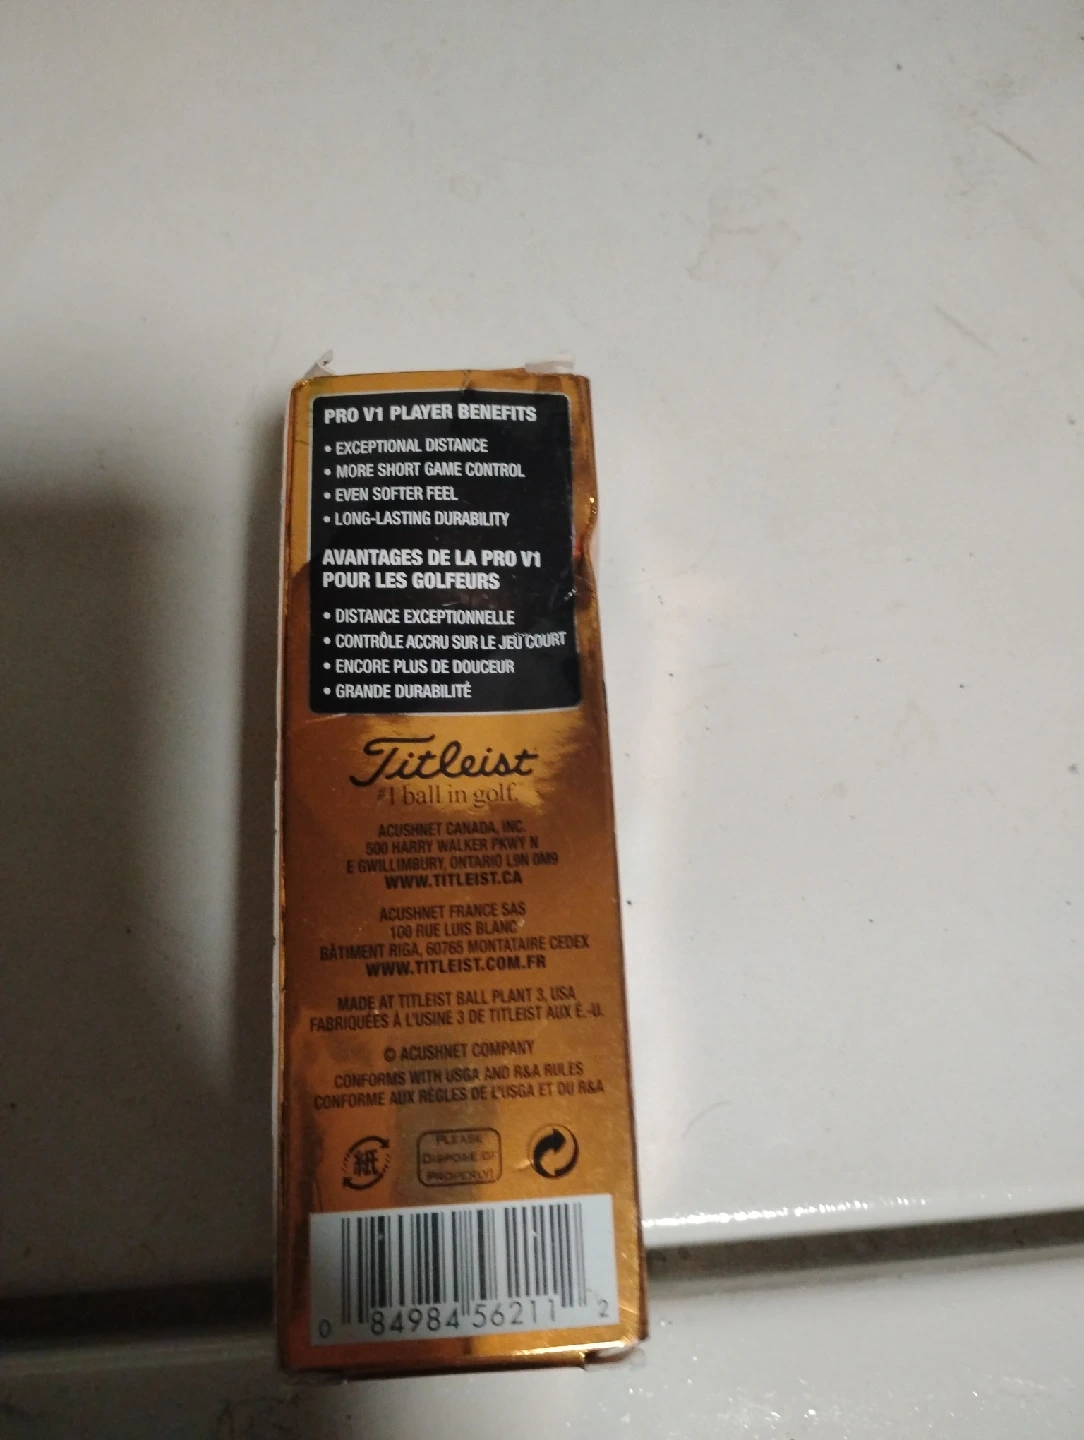 PRO V1 PLAYER BENEFITS
• EXCEPTIONAL DISTANCE
• MORE SHORT GAME CONTROL
• EVEN SOFTER FEEL
• LONG-LASTING DURABILITY
AVANTAGES DE LA PRO V1
POUR LES GOLFEURS
• DISTANCE EXCEPTIONNELLE
• CONTRÔLE ACCRU SUR LE JEU COURT
• ENCORE PLUS DE DOUCEUR
• GRANDE DURABILITÉ
Titleist
#1 ball in golf.
ACUSHNET CANADA, INC.
500 HARRY WALKER PKWY N
E GWILLIMBURY, ONTARIO L9N 0M9
WWW.TITLEIST.CA
ACUSHNET FRANCE SAS
100 RUE LUIS BLANC
BÂTIMENT RIGA, 60765 MONTATAIRE CEDEX
WWW.TITLEIST.COM.FR
MADE AT TITLEIST BALL PLANT 3, USA
FABRIQUÉES À L'USINE 3 DE TITLEIST AUX É.-U.
© ACUSHNET COMPANY
CONFORMS WITH USGA AND R&A RULES
CONFORME AUX RÈGLES DE L'USGA ET DU R&A
紙
PLEASE
DISPOSE OF
PROPERLY!
0 84984 56211 2